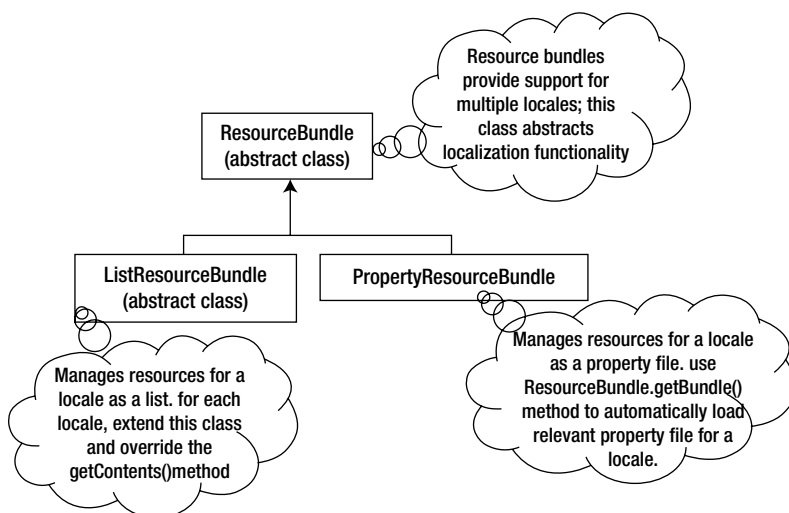 Resource bundles
provide support for
multiple locales; this
class abstracts
localization functionality
ResourceBundle
(abstract class)
ListResourceBundle
(abstract class)
PropertyResourceBundle
Manages resources for a
locale as a list. for each
locale, extend this class
and override the
getContents()method
Manages resources for a locale
as a property file. use
ResourceBundle.getBundle()
method to automatically load
relevant property file for a
locale.